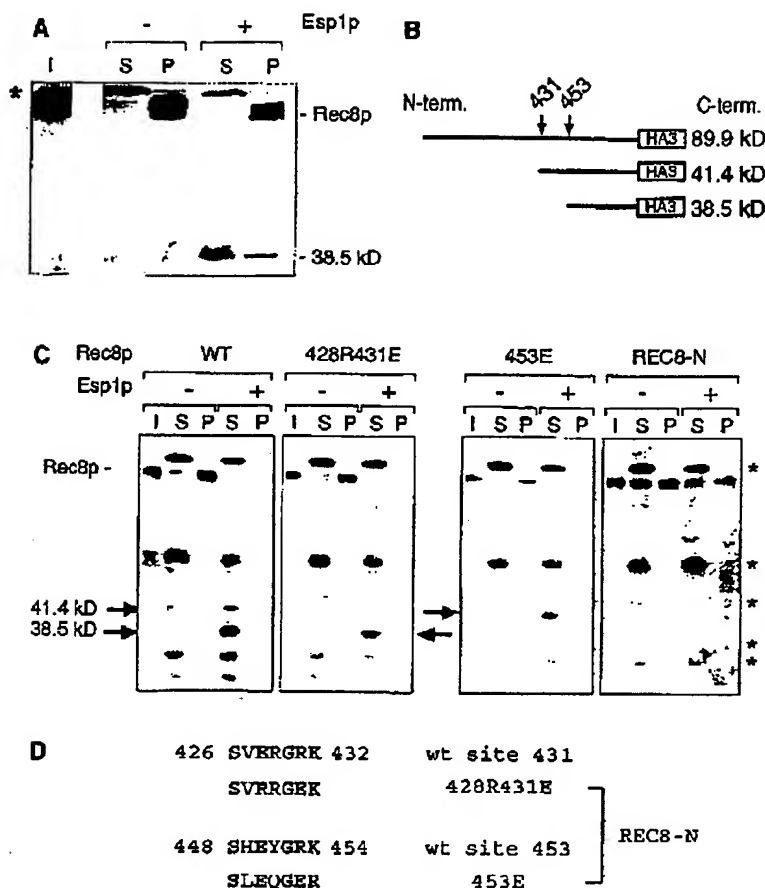 A - + Esp1p
I S P S P
*
- Rec8p
- 38.5 kD
B
N-term. 431 453 C-term.
HA3 89.9 kD
HA3 41.4 kD
HA3 38.5 kD
C Rec8p WT 428R431E 453E REC8-N
Esp1p - + - + - + - +
I S P S P I S P S P I S P S P I S P S P
Rec8p -
*
*
41.4 kD
*
38.5 kD
*
*
D 426 SVERGRK 432 wt site 431
SVRRGEK 428R431E
REC8-N
448 SHEYGRK 454 wt site 453
SLEQGER 453E